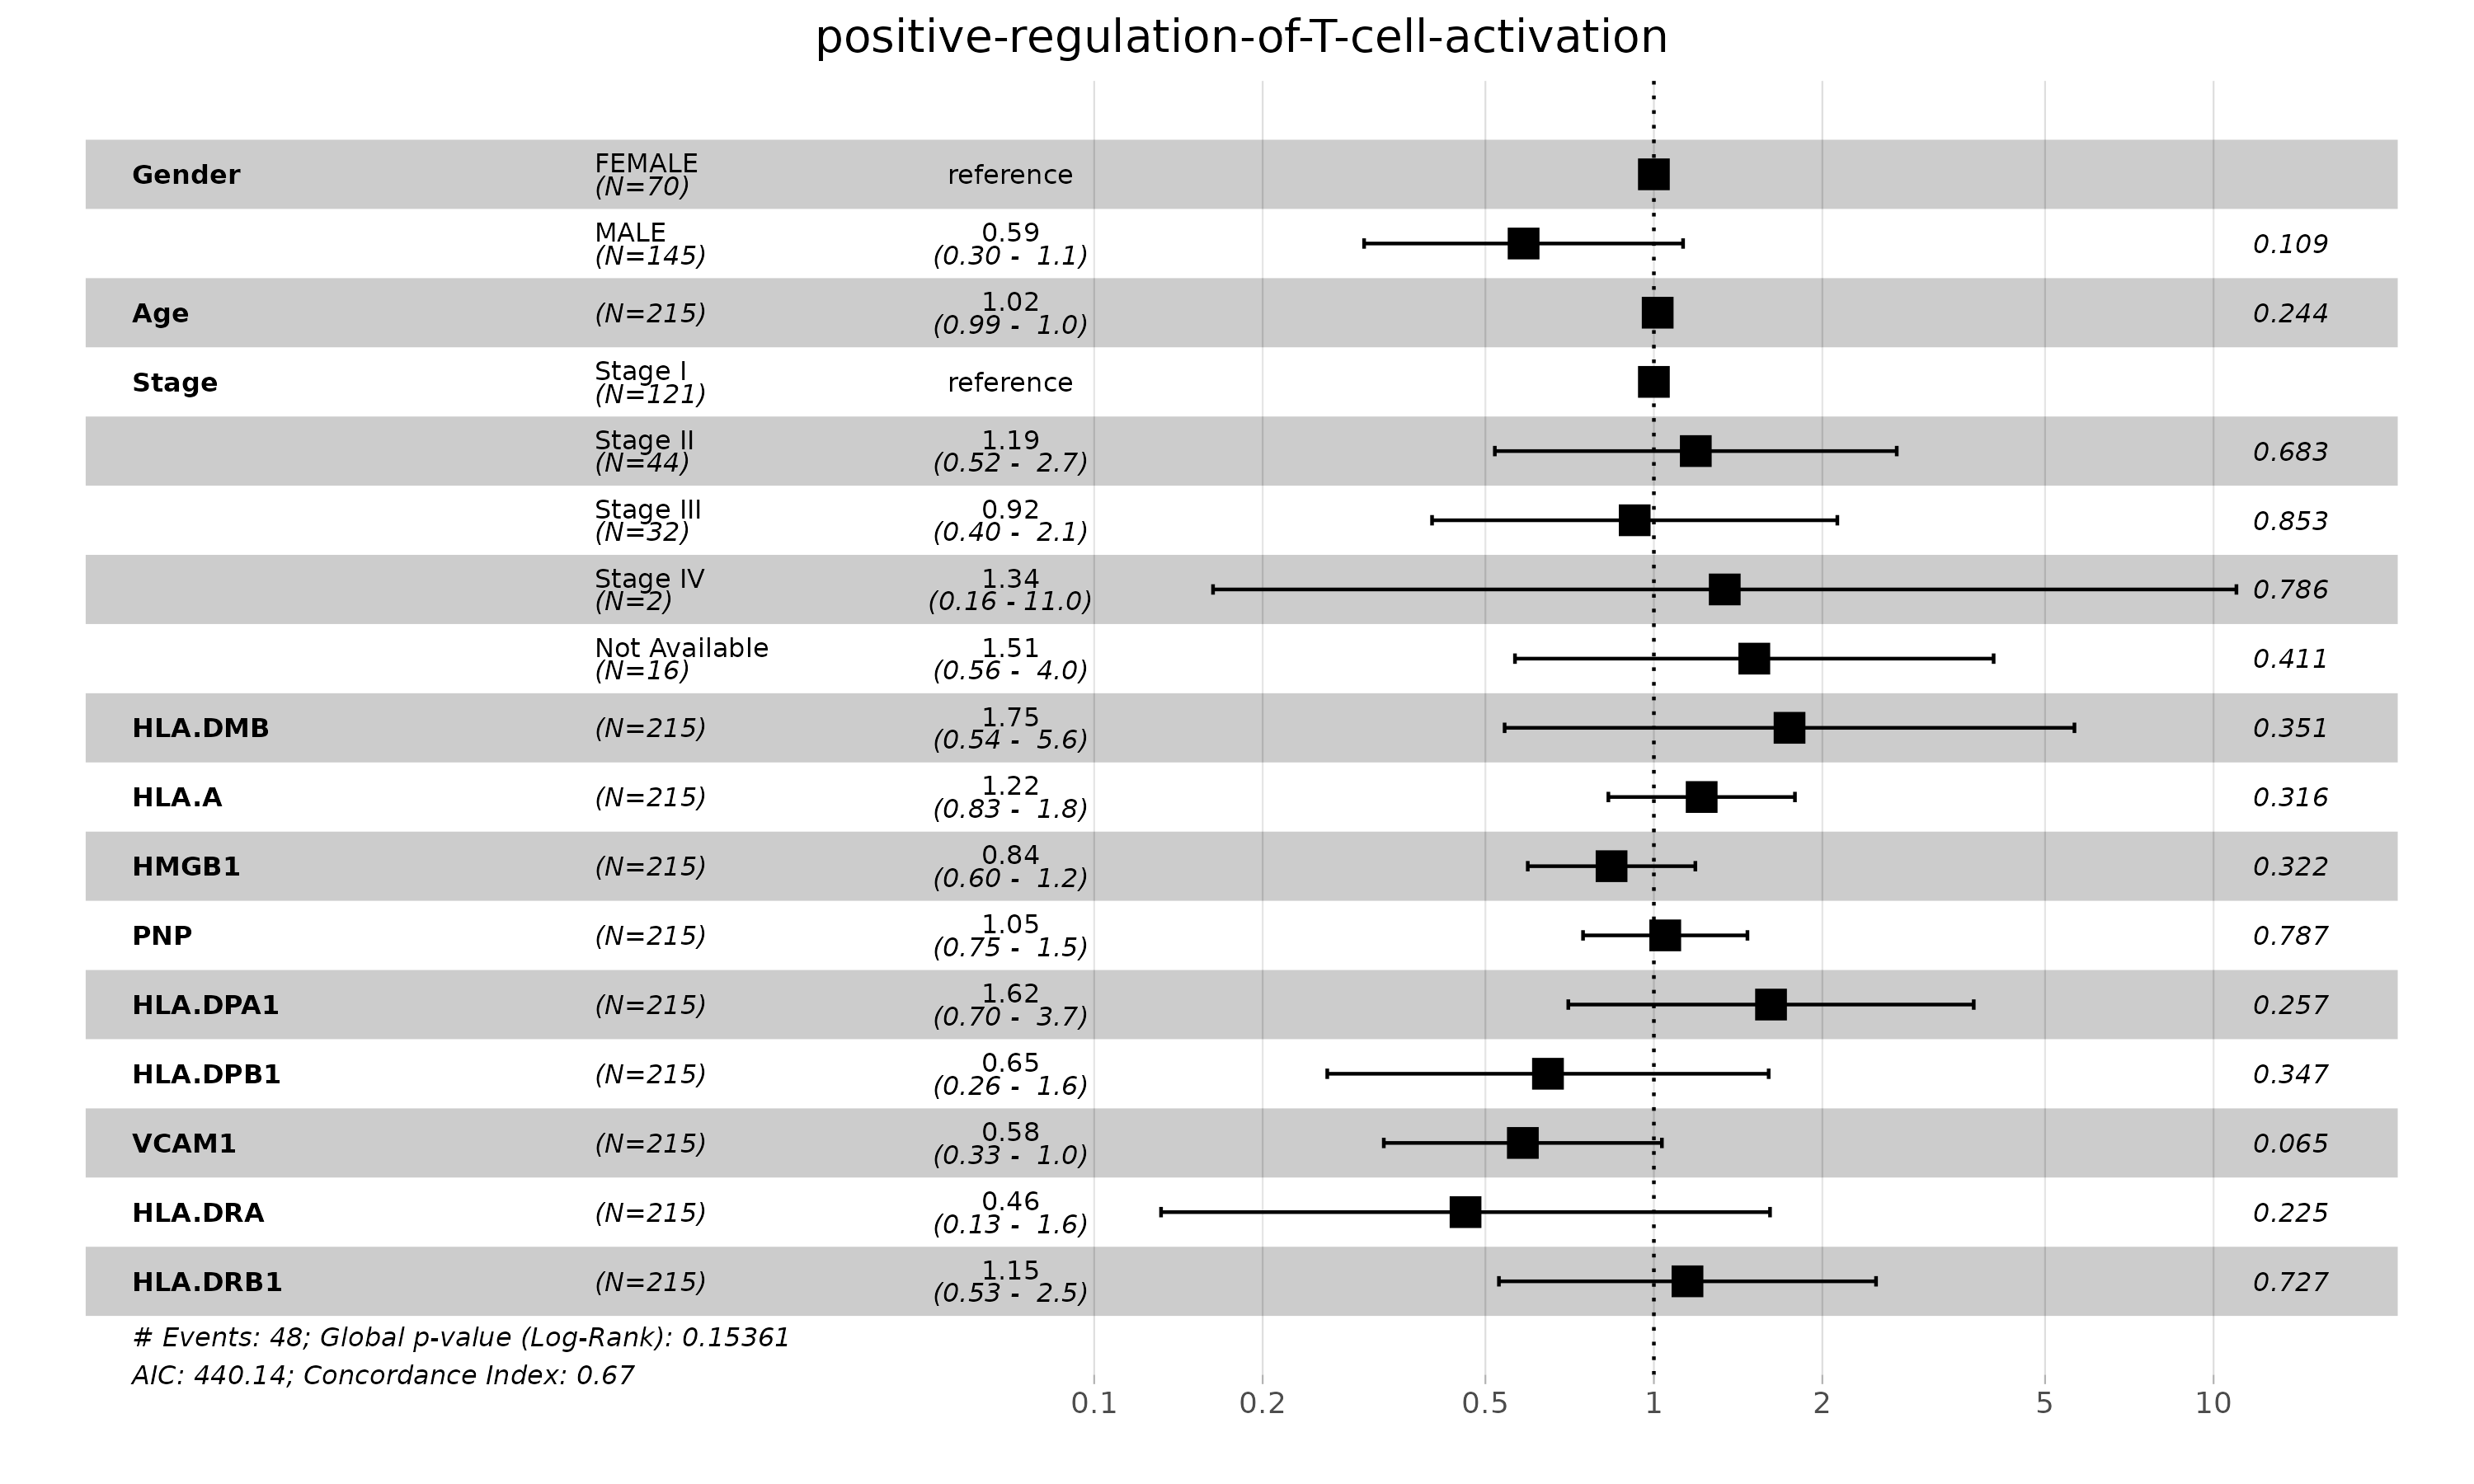 positive-regulation-of-T-cell-activation
Gender
FEMALE
(N=70)
reference
MALE
(N=145)
0.59
(0.30 - 1.1)
0.109
Age
(N=215)
1.02
(0.99 - 1.0)
0.244
Stage
Stage I
(N=121)
reference
Stage II
(N=44)
1.19
(0.52 - 2.7)
0.683
Stage III
(N=32)
0.92
(0.40 - 2.1)
0.853
Stage IV
(N=2)
1.34
(0.16 - 11.0)
0.786
Not Available
(N=16)
1.51
(0.56 - 4.0)
0.411
HLA.DMB
(N=215)
1.75
(0.54 - 5.6)
0.351
HLA.A
(N=215)
1.22
(0.83 - 1.8)
0.316
HMGB1
(N=215)
0.84
(0.60 - 1.2)
0.322
PNP
(N=215)
1.05
(0.75 - 1.5)
0.787
HLA.DPA1
(N=215)
1.62
(0.70 - 3.7)
0.257
HLA.DPB1
(N=215)
0.65
(0.26 - 1.6)
0.347
VCAM1
(N=215)
0.58
(0.33 - 1.0)
0.065
HLA.DRA
(N=215)
0.46
(0.13 - 1.6)
0.225
HLA.DRB1
(N=215)
1.15
(0.53 - 2.5)
0.727
# Events: 48; Global p-value (Log-Rank): 0.15361
AIC: 440.14; Concordance Index: 0.67
0.1 0.2 0.5 1 2 5 10